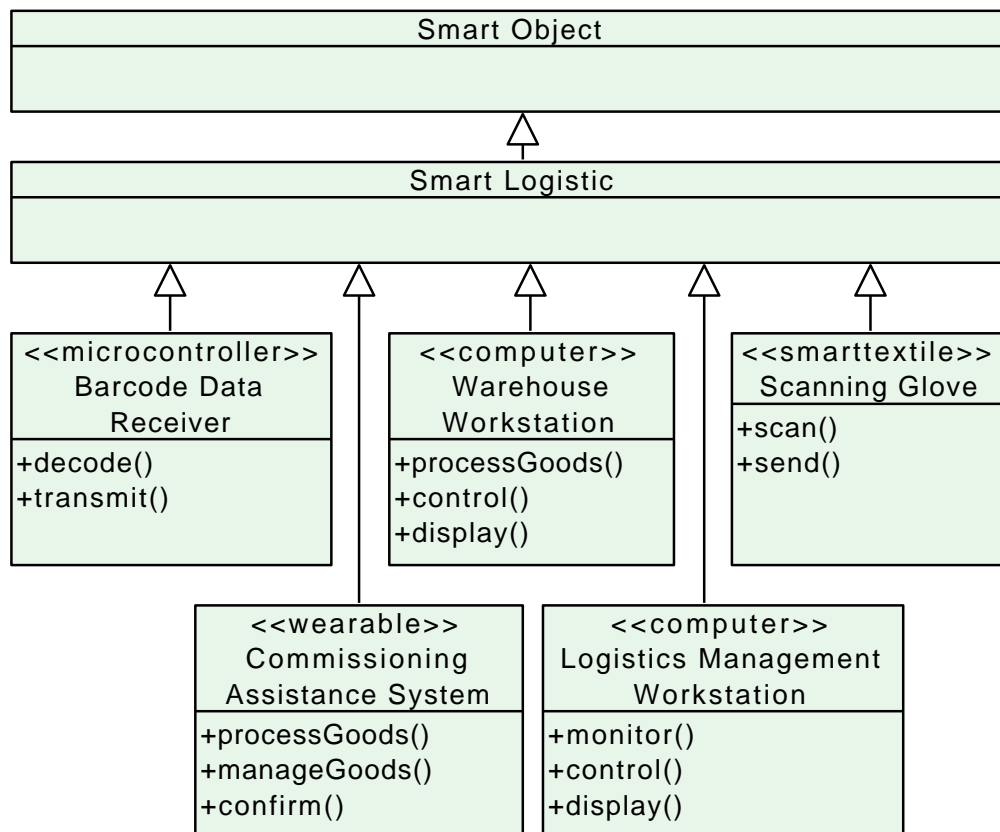 Smart Object
Smart Logistic
<<microcontroller>>
Barcode Data
Receiver
+decode()
+transmit()
<<computer>>
Warehouse
Workstation
+processGoods()
+control()
+display()
<<smarttextile>>
Scanning Glove
+scan()
+send()
<<wearable>>
Commissioning
Assistance System
+processGoods()
+manageGoods()
+confirm()
<<computer>>
Logistics Management
Workstation
+monitor()
+control()
+display()